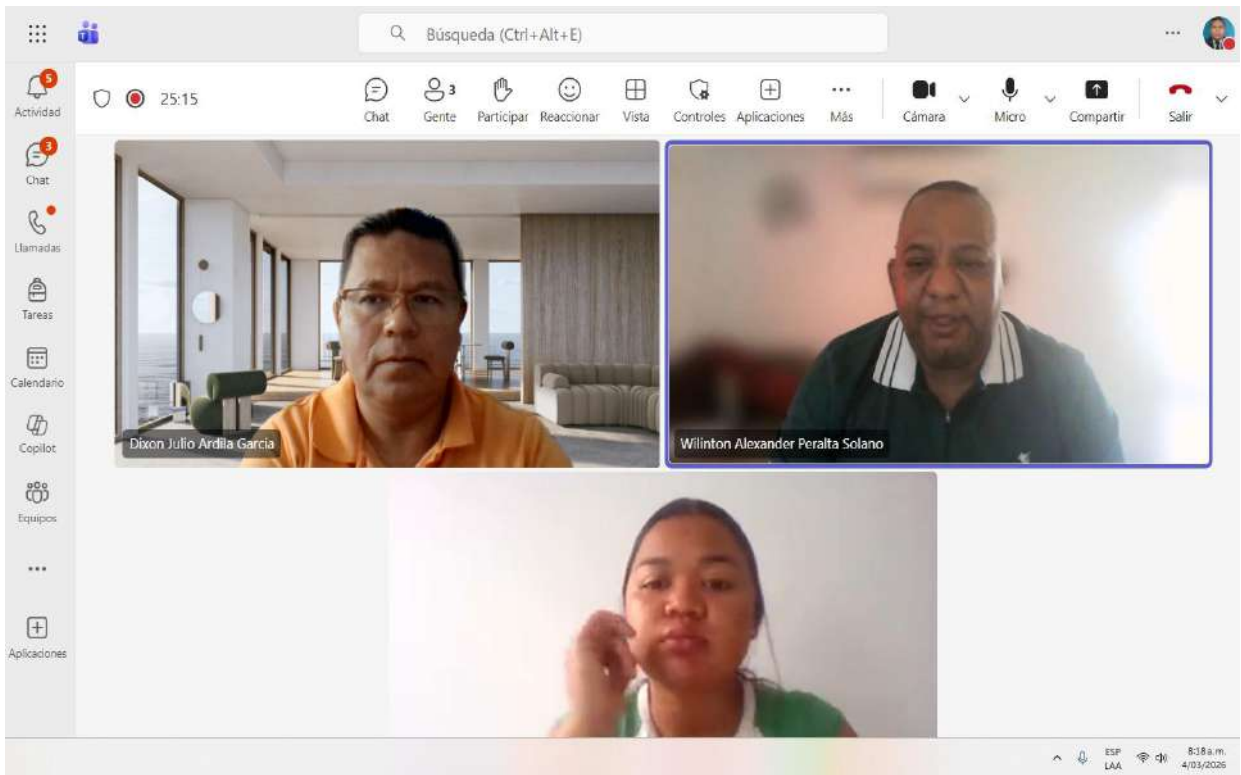 Búsqueda (Ctrl+Alt+E)
5
Actividad
25:15
Chat
3
Gente
Participar
Reaccionar
Vista
Controles
Aplicaciones
Más
Cámara
Micro
Compartir
Salir
3
Chat
Llamadas
Tareas
Calendario
Copilot
Equipos
Aplicaciones
Dixon Julio Ardila García
Wilinton Alexander Peralta Solano
ESP
LAA
8:18 a.m.
4/03/2026